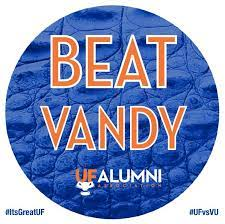 BEAT
VANDY
UF ALUMNI
ASSOCIATION
#ItsGreatUF
#UFvsVU